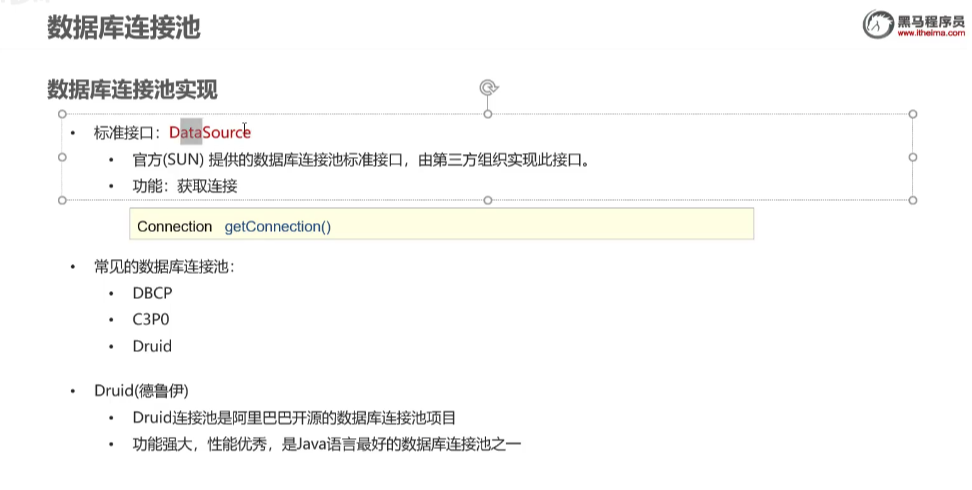 数据库连接池
黑马程序员
www.itheima.com
数据库连接池实现
• 标准接口：DataSource
• 官方(SUN) 提供的数据库连接池标准接口，由第三方组织实现此接口。
• 功能：获取连接
Connection getConnection()
• 常见的数据库连接池：
• DBCP
• C3P0
• Druid
• Druid(德鲁伊)
• Druid连接池是阿里巴巴开源的数据库连接池项目
• 功能强大，性能优秀，是Java语言最好的数据库连接池之一